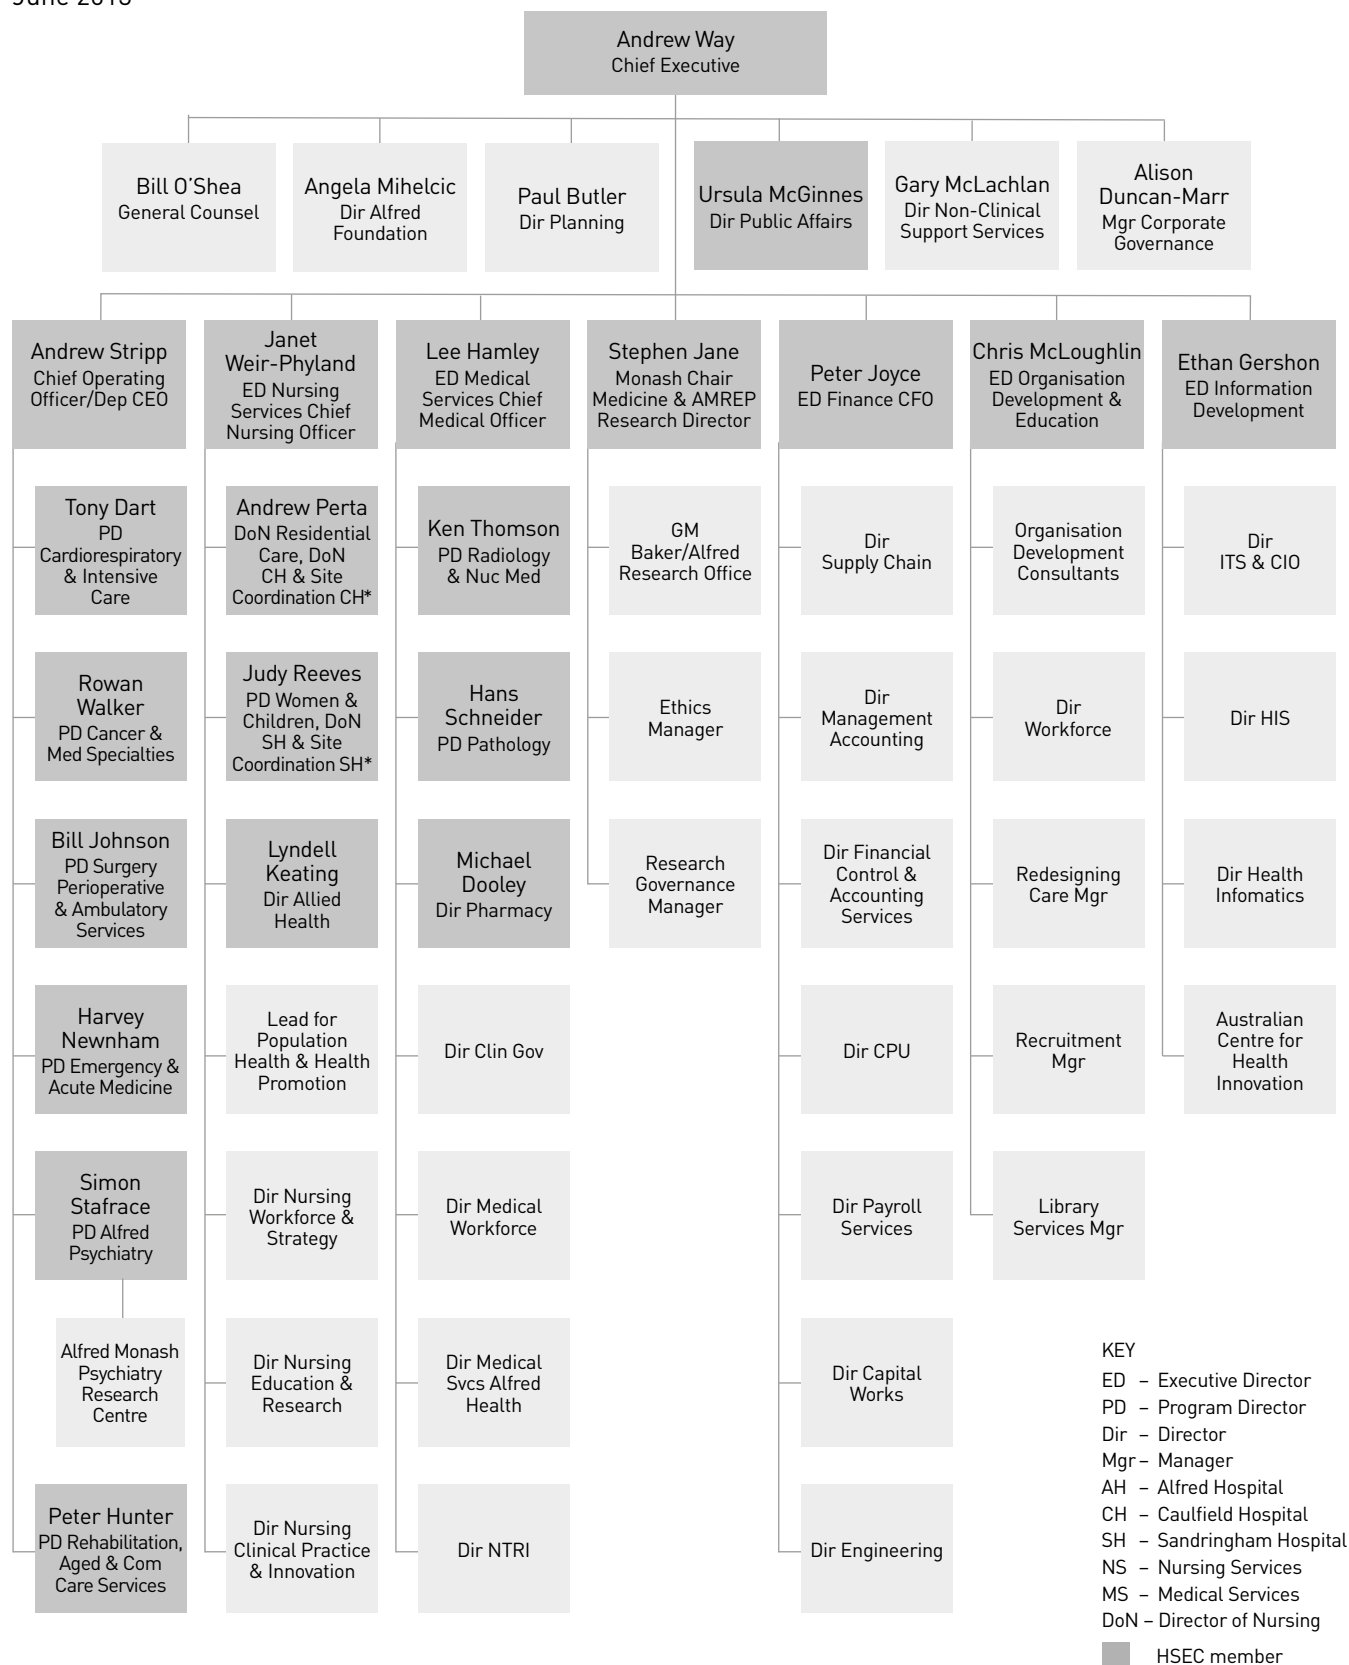 Andrew Way
Chief Executive
Bill O'Shea
General Counsel
Angela Mihelcic
Dir Alfred
Foundation
Paul Butler
Dir Planning
Ursula McGinnes
Dir Public Affairs
Gary McLachlan
Dir Non-Clinical
Support Services
Alison
Duncan-Marr
Mgr Corporate
Governance
Andrew Stripp
Chief Operating
Officer/Dep CEO
Janet
Weir-Phyland
ED Nursing
Services Chief
Nursing Officer
Lee Hamley
ED Medical
Services Chief
Medical Officer
Stephen Jane
Monash Chair
Medicine & AMREP
Research Director
Peter Joyce
ED Finance CFO
Chris McLoughlin
ED Organisation
Development &
Education
Ethan Gershon
ED Information
Development
Tony Dart
PD
Cardiorespiratory
& Intensive
Care
Andrew Perta
DoN Residential
Care, DoN
CH & Site
Coordination CH*
Ken Thomson
PD Radiology
& Nuc Med
GM
Baker/Alfred
Research Office
Dir
Supply Chain
Organisation
Development
Consultants
Dir
ITS & CIO
Rowan
Walker
PD Cancer &
Med Specialties
Judy Reeves
PD Women &
Children, DoN
SH & Site
Coordination SH*
Hans
Schneider
PD Pathology
Ethics
Manager
Dir
Management
Accounting
Dir
Workforce
Dir HIS
Bill Johnson
PD Surgery
Perioperative
& Ambulatory
Services
Lyndell
Keating
Dir Allied
Health
Michael
Dooley
Dir Pharmacy
Research
Governance
Manager
Dir Financial
Control &
Accounting
Services
Redesigning
Care Mgr
Dir Health
Infomatics
Harvey
Newnham
PD Emergency &
Acute Medicine
Lead for
Population
Health & Health
Promotion
Dir Clin Gov
Dir CPU
Recruitment
Mgr
Australian
Centre for
Health
Innovation
Simon
Stafrace
PD Alfred
Psychiatry
Dir Nursing
Workforce &
Strategy
Dir Medical
Workforce
Dir Payroll
Services
Library
Services Mgr
Alfred Monash
Psychiatry
Research
Centre
Dir Nursing
Education &
Research
Dir Medical
Svcs Alfred
Health
Dir Capital
Works
Peter Hunter
PD Rehabilitation,
Aged & Com
Care Services
Dir Nursing
Clinical Practice
& Innovation
Dir NTRI
Dir Engineering
KEY
ED – Executive Director
PD – Program Director
Dir – Director
Mgr – Manager
AH – Alfred Hospital
CH – Caulfield Hospital
SH – Sandringham Hospital
NS – Nursing Services
MS – Medical Services
DoN – Director of Nursing
HSEC member